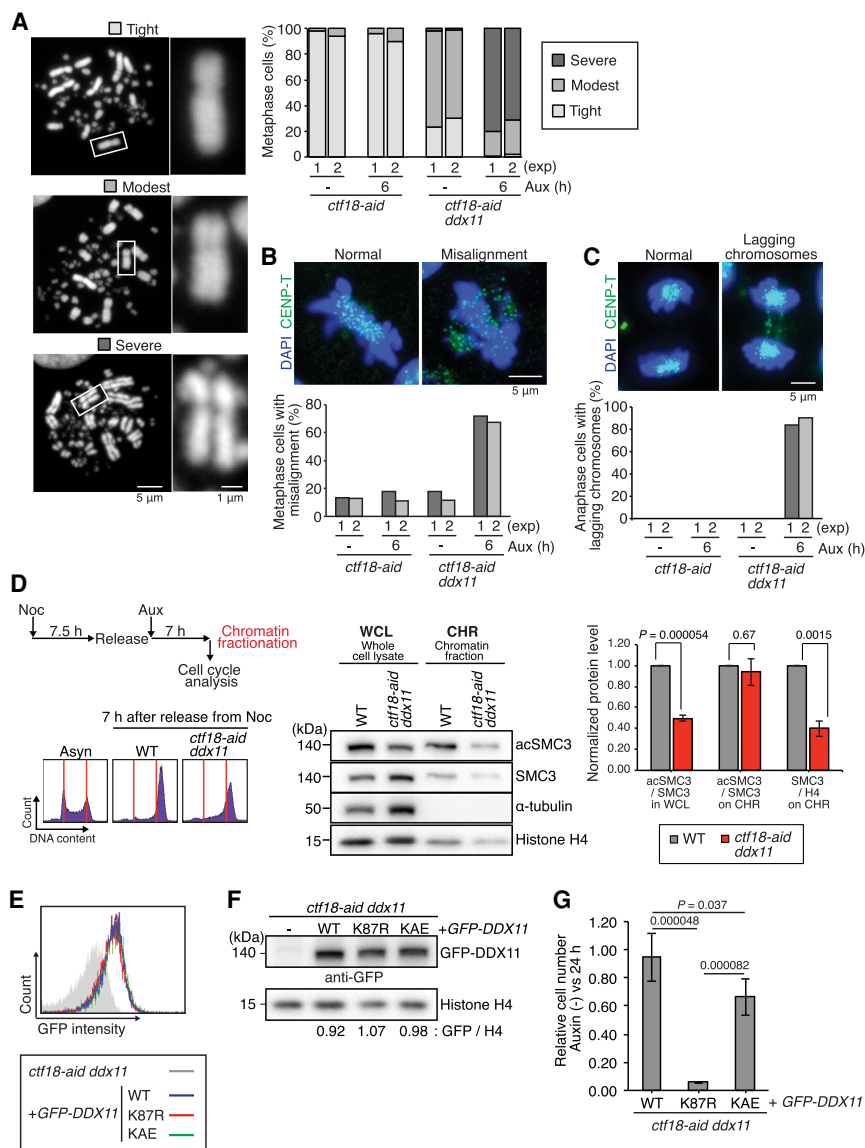 A
Tight
Modest
Severe
5 µm
1 µm
Metaphase cells (%)
100
80
60
40
20
0
1 2 1 2 1 2 1 2 (exp)
- 6 - 6 Aux (h)
ctf18-aid
ctf18-aid
ddx11
Severe
Modest
Tight
B
Normal
Misalignment
DAPI CENP-T
5 µm
Metaphase cells with
misalignment (%)
80
60
40
20
0
1 2 1 2 1 2 1 2 (exp)
- 6 - 6 Aux (h)
ctf18-aid
ctf18-aid
ddx11
C
Normal
Lagging
chromosomes
DAPI CENP-T
5 µm
Anaphase cells with
lagging chromosomes (%)
100
80
60
40
20
0
1 2 1 2 1 2 1 2 (exp)
- 6 - 6 Aux (h)
ctf18-aid
ctf18-aid
ddx11
D
Noc
7.5 h
Release
Aux
7 h
Chromatin
fractionation
Cell cycle
analysis
7 h after release from Noc
Asyn
WT
ctf18-aid
ddx11
Count
DNA content
WCL
Whole
cell lysate
CHR
Chromatin
fraction
WT
ctf18-aid
ddx11
WT
ctf18-aid
ddx11
(kDa)
140
acSMC3
140
SMC3
50
α-tubulin
15
Histone H4
Normalized protein level
P = 0.000054
0.67
0.0015
1.00
0.80
0.60
0.40
0.20
0.00
acSMC3
/ SMC3
in WCL
acSMC3
/ SMC3
on CHR
SMC3
/ H4
on CHR
WT
ctf18-aid
ddx11
E
Count
GFP intensity
ctf18-aid ddx11
+GFP-DDX11
WT
K87R
KAE
F
ctf18-aid ddx11
- WT K87R KAE +GFP-DDX11
(kDa)
140
GFP-DDX11
anti-GFP
15
Histone H4
0.92 1.07 0.98 : GFP / H4
G
Relative cell number
Auxin (-) vs 24 h
P = 0.037
0.000048
0.000082
1.20
1.00
0.80
0.60
0.40
0.20
0.00
WT K87R KAE + GFP-DDX11
ctf18-aid ddx11